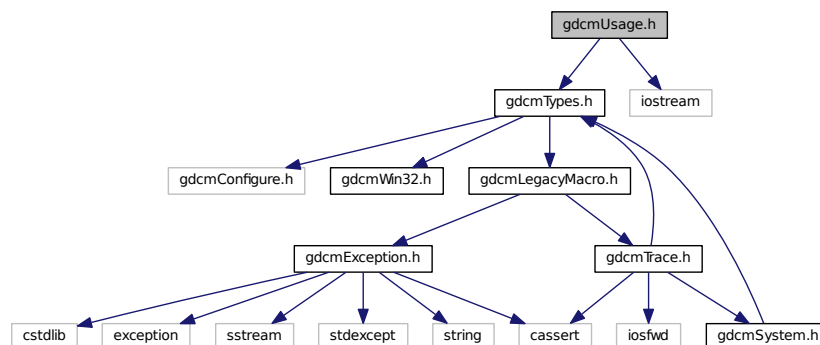 gdcmUsage.h
gdcmTypes.h
iostream
gdcmConfigure.h
gdcmWin32.h
gdcmLegacyMacro.h
gdcmException.h
gdcmTrace.h
cstdlib
exception
sstream
stdexcept
string
cassert
iosfwd
gdcmSystem.h